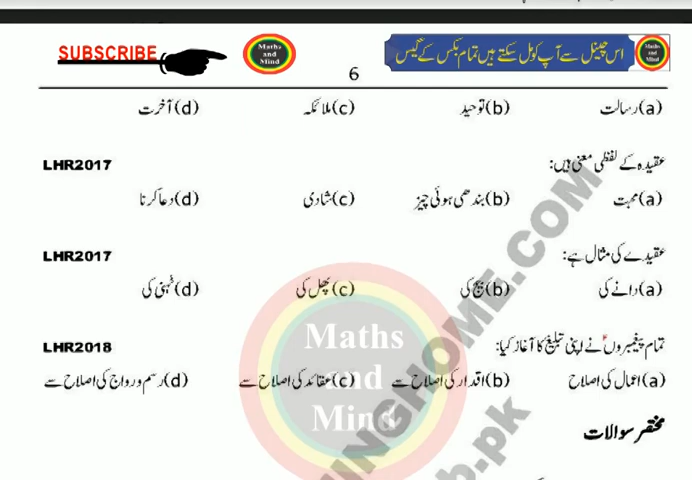 اس چینل سے آپ کو مل سکتے ہیں تمام بکس کے گیس
Maths and Mind
SUBSCRIBE
6
(a) رسالت (b) توحید (c) ملائکہ (d) آخرت
عقیدہ کے لفظی معنی ہیں: LHR2017
(a) محبت (b) بندھی ہوئی چیز (c) شادی (d) دعا کرنا
عقیدے کی مثال ہے: LHR2017
(a) دانے کی (b) بیج کی (c) پھل کی (d) ٹہنی کی
تمام پیغمبروں نے اپنی تبلیغ کا آغاز کیا: LHR2018
(a) اعمال کی اصلاح (b) اقدار کی اصلاح سے (c) عقائد کی اصلاح سے (d) رسم و رواج کی اصلاح سے
مختصر سوالات
Maths and Mind